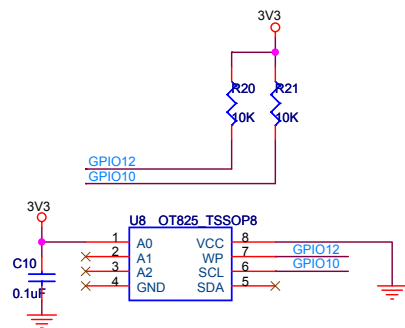 3V3
R20 R21
10K 10K
GPIO12
GPIO10
3V3
U8 OT825_TSSOP8
1 A0 VCC 8
2 A1 WP 7 GPIO12
3 A2 SCL 6 GPIO10
4 GND SDA 5
C10
0.1uF